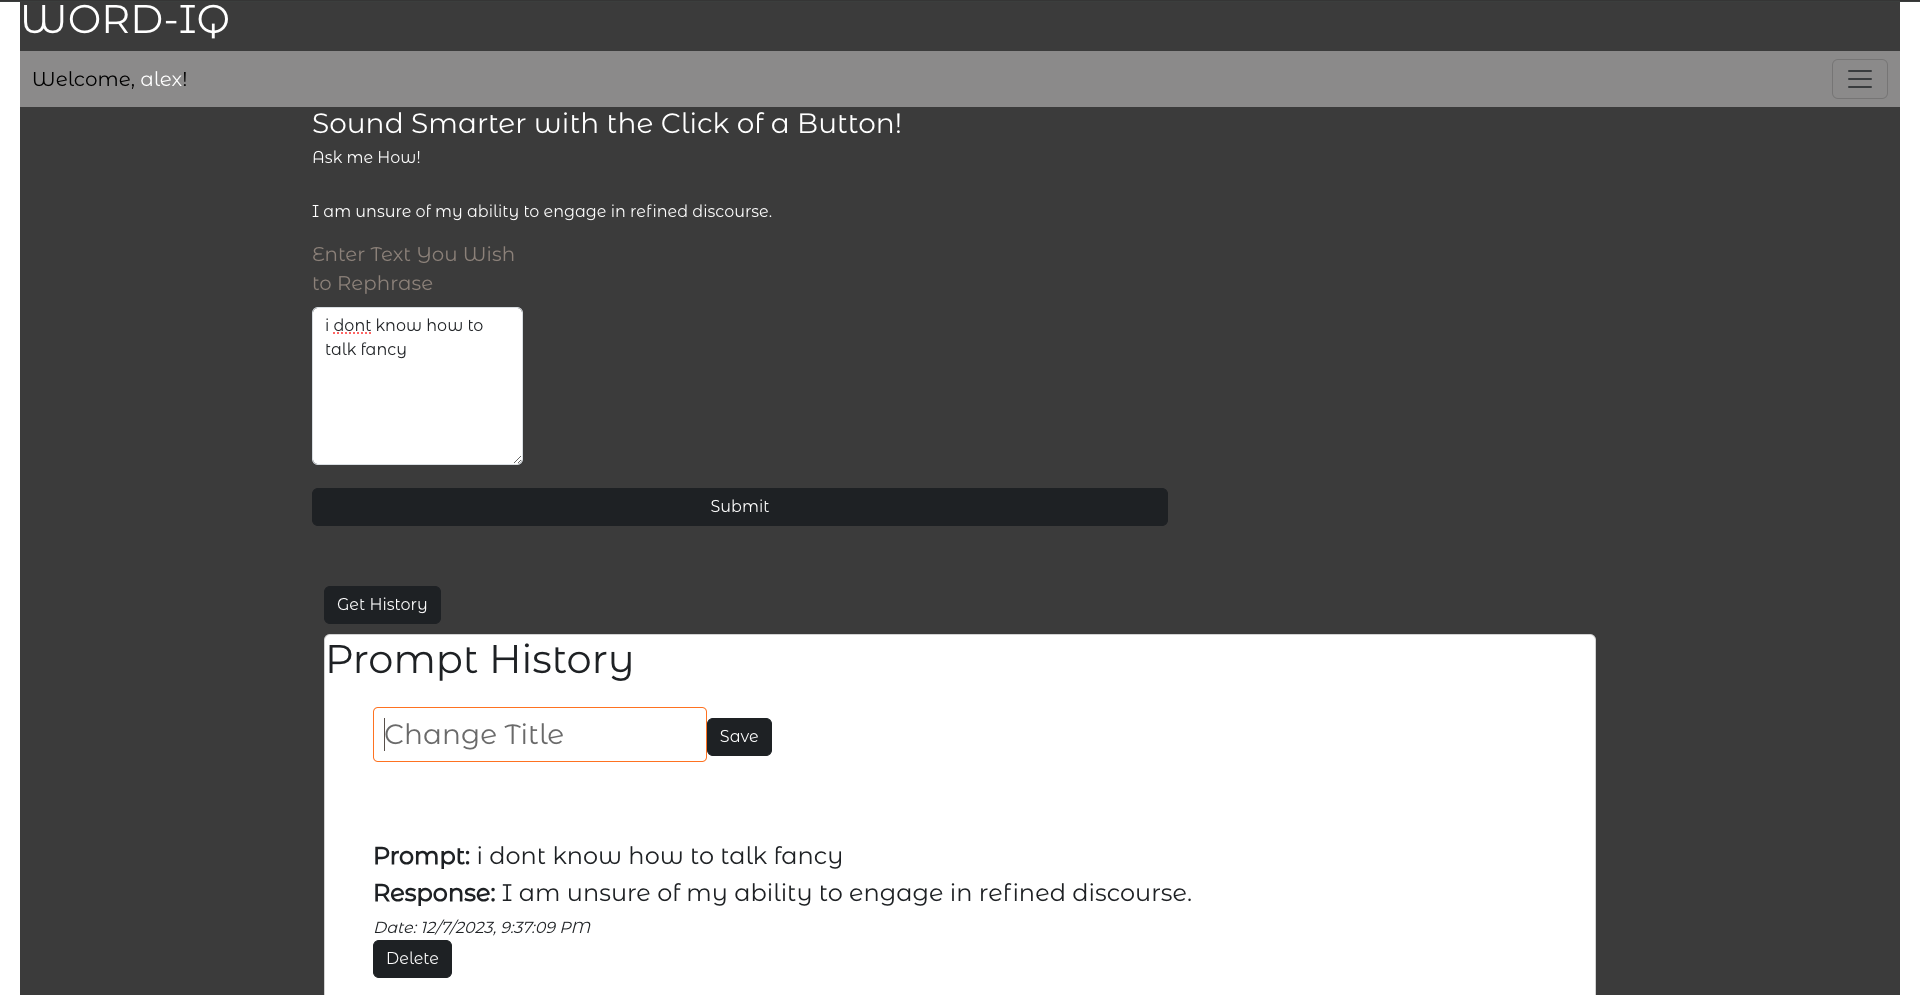 WORD-IQ
Welcome, alex!
Sound Smarter with the Click of a Button!
Ask me How!
I am unsure of my ability to engage in refined discourse.
Enter Text You Wish
to Rephrase
i dont know how to
talk fancy
Submit
Get History
Prompt History
Change Title
Save
Prompt: i dont know how to talk fancy
Response: I am unsure of my ability to engage in refined discourse.
Date: 12/7/2023, 9:37:09 PM
Delete